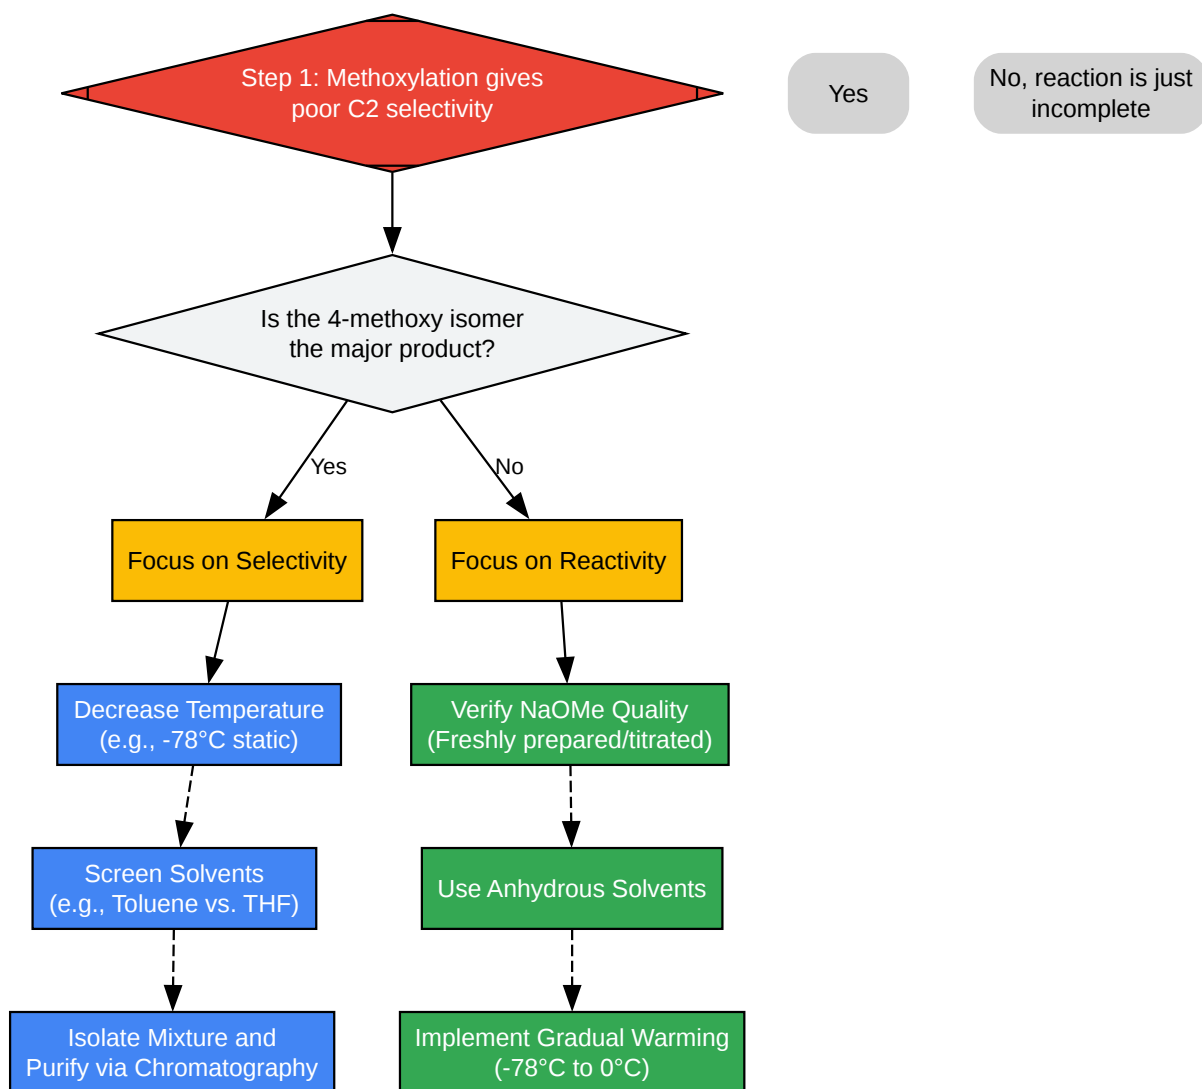 Step 1: Methoxylation gives
poor C2 selectivity
Yes
No, reaction is just
incomplete
Is the 4-methoxy isomer
the major product?
Yes
No
Focus on Selectivity
Focus on Reactivity
Decrease Temperature
(e.g., -78°C static)
Verify NaOMe Quality
(Freshly prepared/titrated)
Screen Solvents
(e.g., Toluene vs. THF)
Use Anhydrous Solvents
Isolate Mixture and
Purify via Chromatography
Implement Gradual Warming
(-78°C to 0°C)